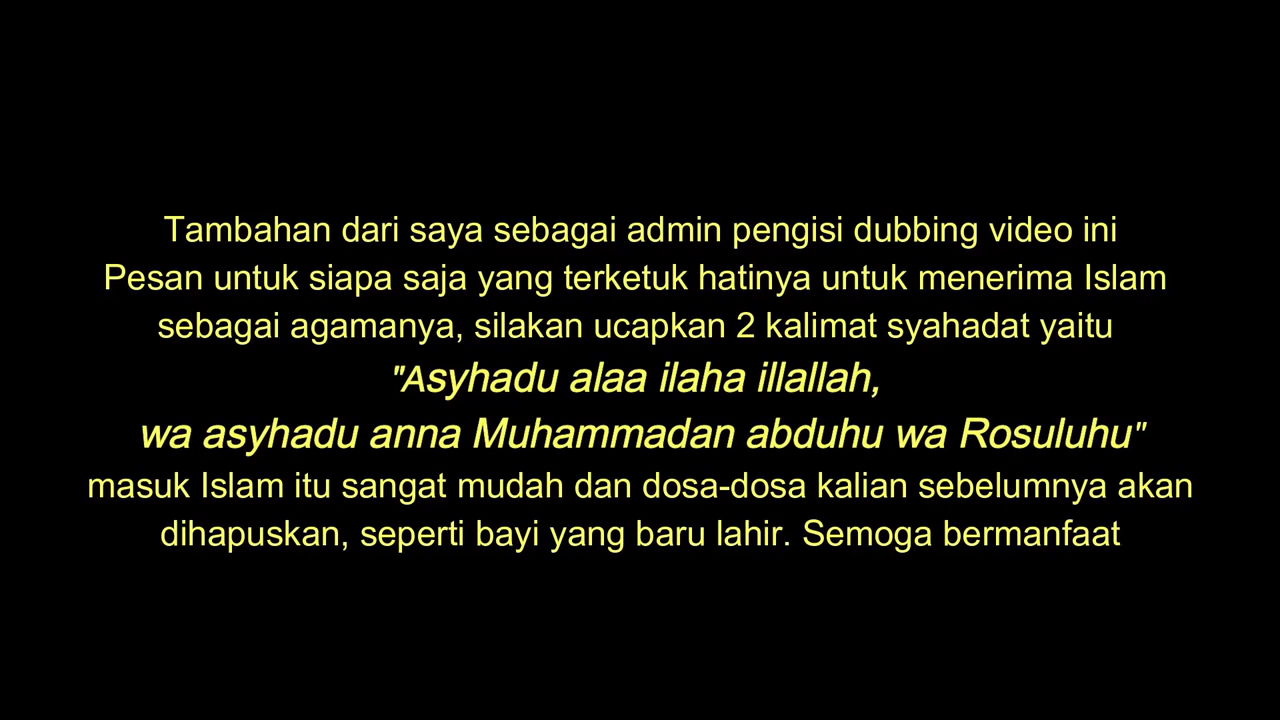 Tambahan dari saya sebagai admin pengisi dubbing video ini
Pesan untuk siapa saja yang terketuk hatinya untuk menerima Islam
sebagai agamanya, silakan ucapkan 2 kalimat syahadat yaitu
"Asyhadu alaa ilaha illallah,
wa asyhadu anna Muhammadan abduhu wa Rosuluhu"
masuk Islam itu sangat mudah dan dosa-dosa kalian sebelumnya akan
dihapuskan, seperti bayi yang baru lahir. Semoga bermanfaat